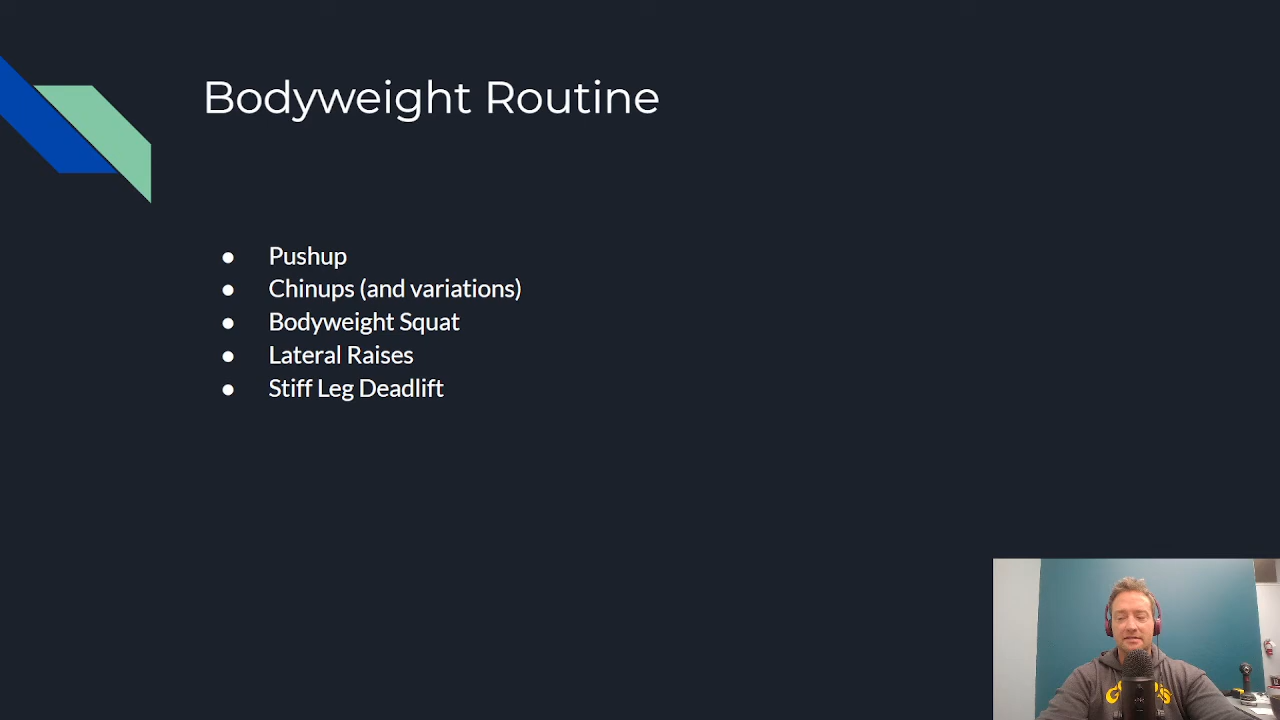 Bodyweight Routine
● Pushup
● Chinups (and variations)
● Bodyweight Squat
● Lateral Raises
● Stiff Leg Deadlift